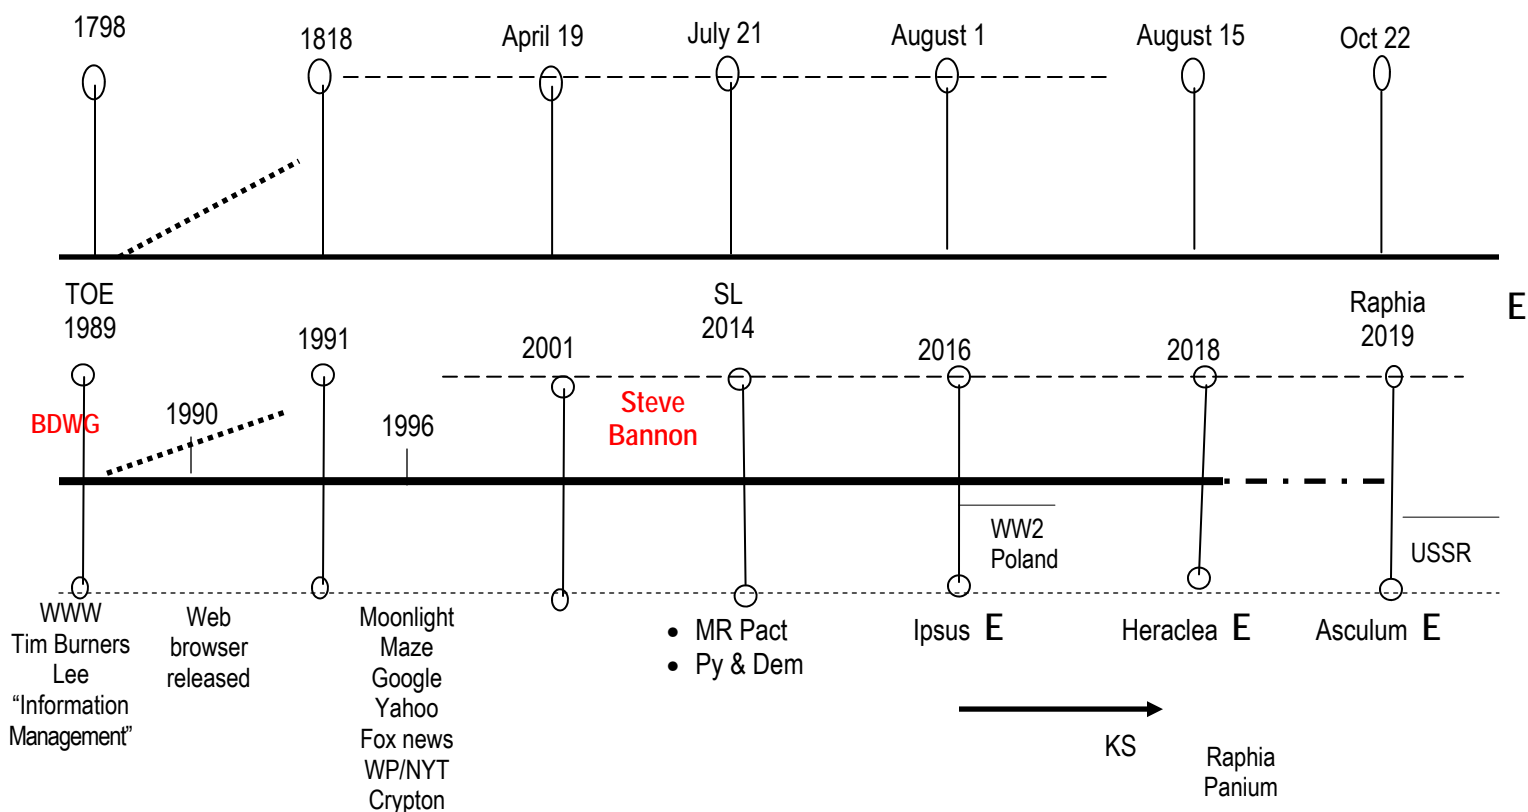 1798
1818
April 19
July 21
August 1
August 15
Oct 22
TOE
1989
1991
2001
SL
2014
2016
2018
Raphia
2019
E
BDWG
1990
1996
Steve
Bannon
WW2
Poland
USSR
WWW
Tim Burners
Lee
“Information
Management”
Web
browser
released
Moonlight
Maze
Google
Yahoo
Fox news
WP/NYT
Crypton
• MR Pact
• Py & Dem
Ipsus E
Heraclea E
Asculum E
KS
Raphia
Panium